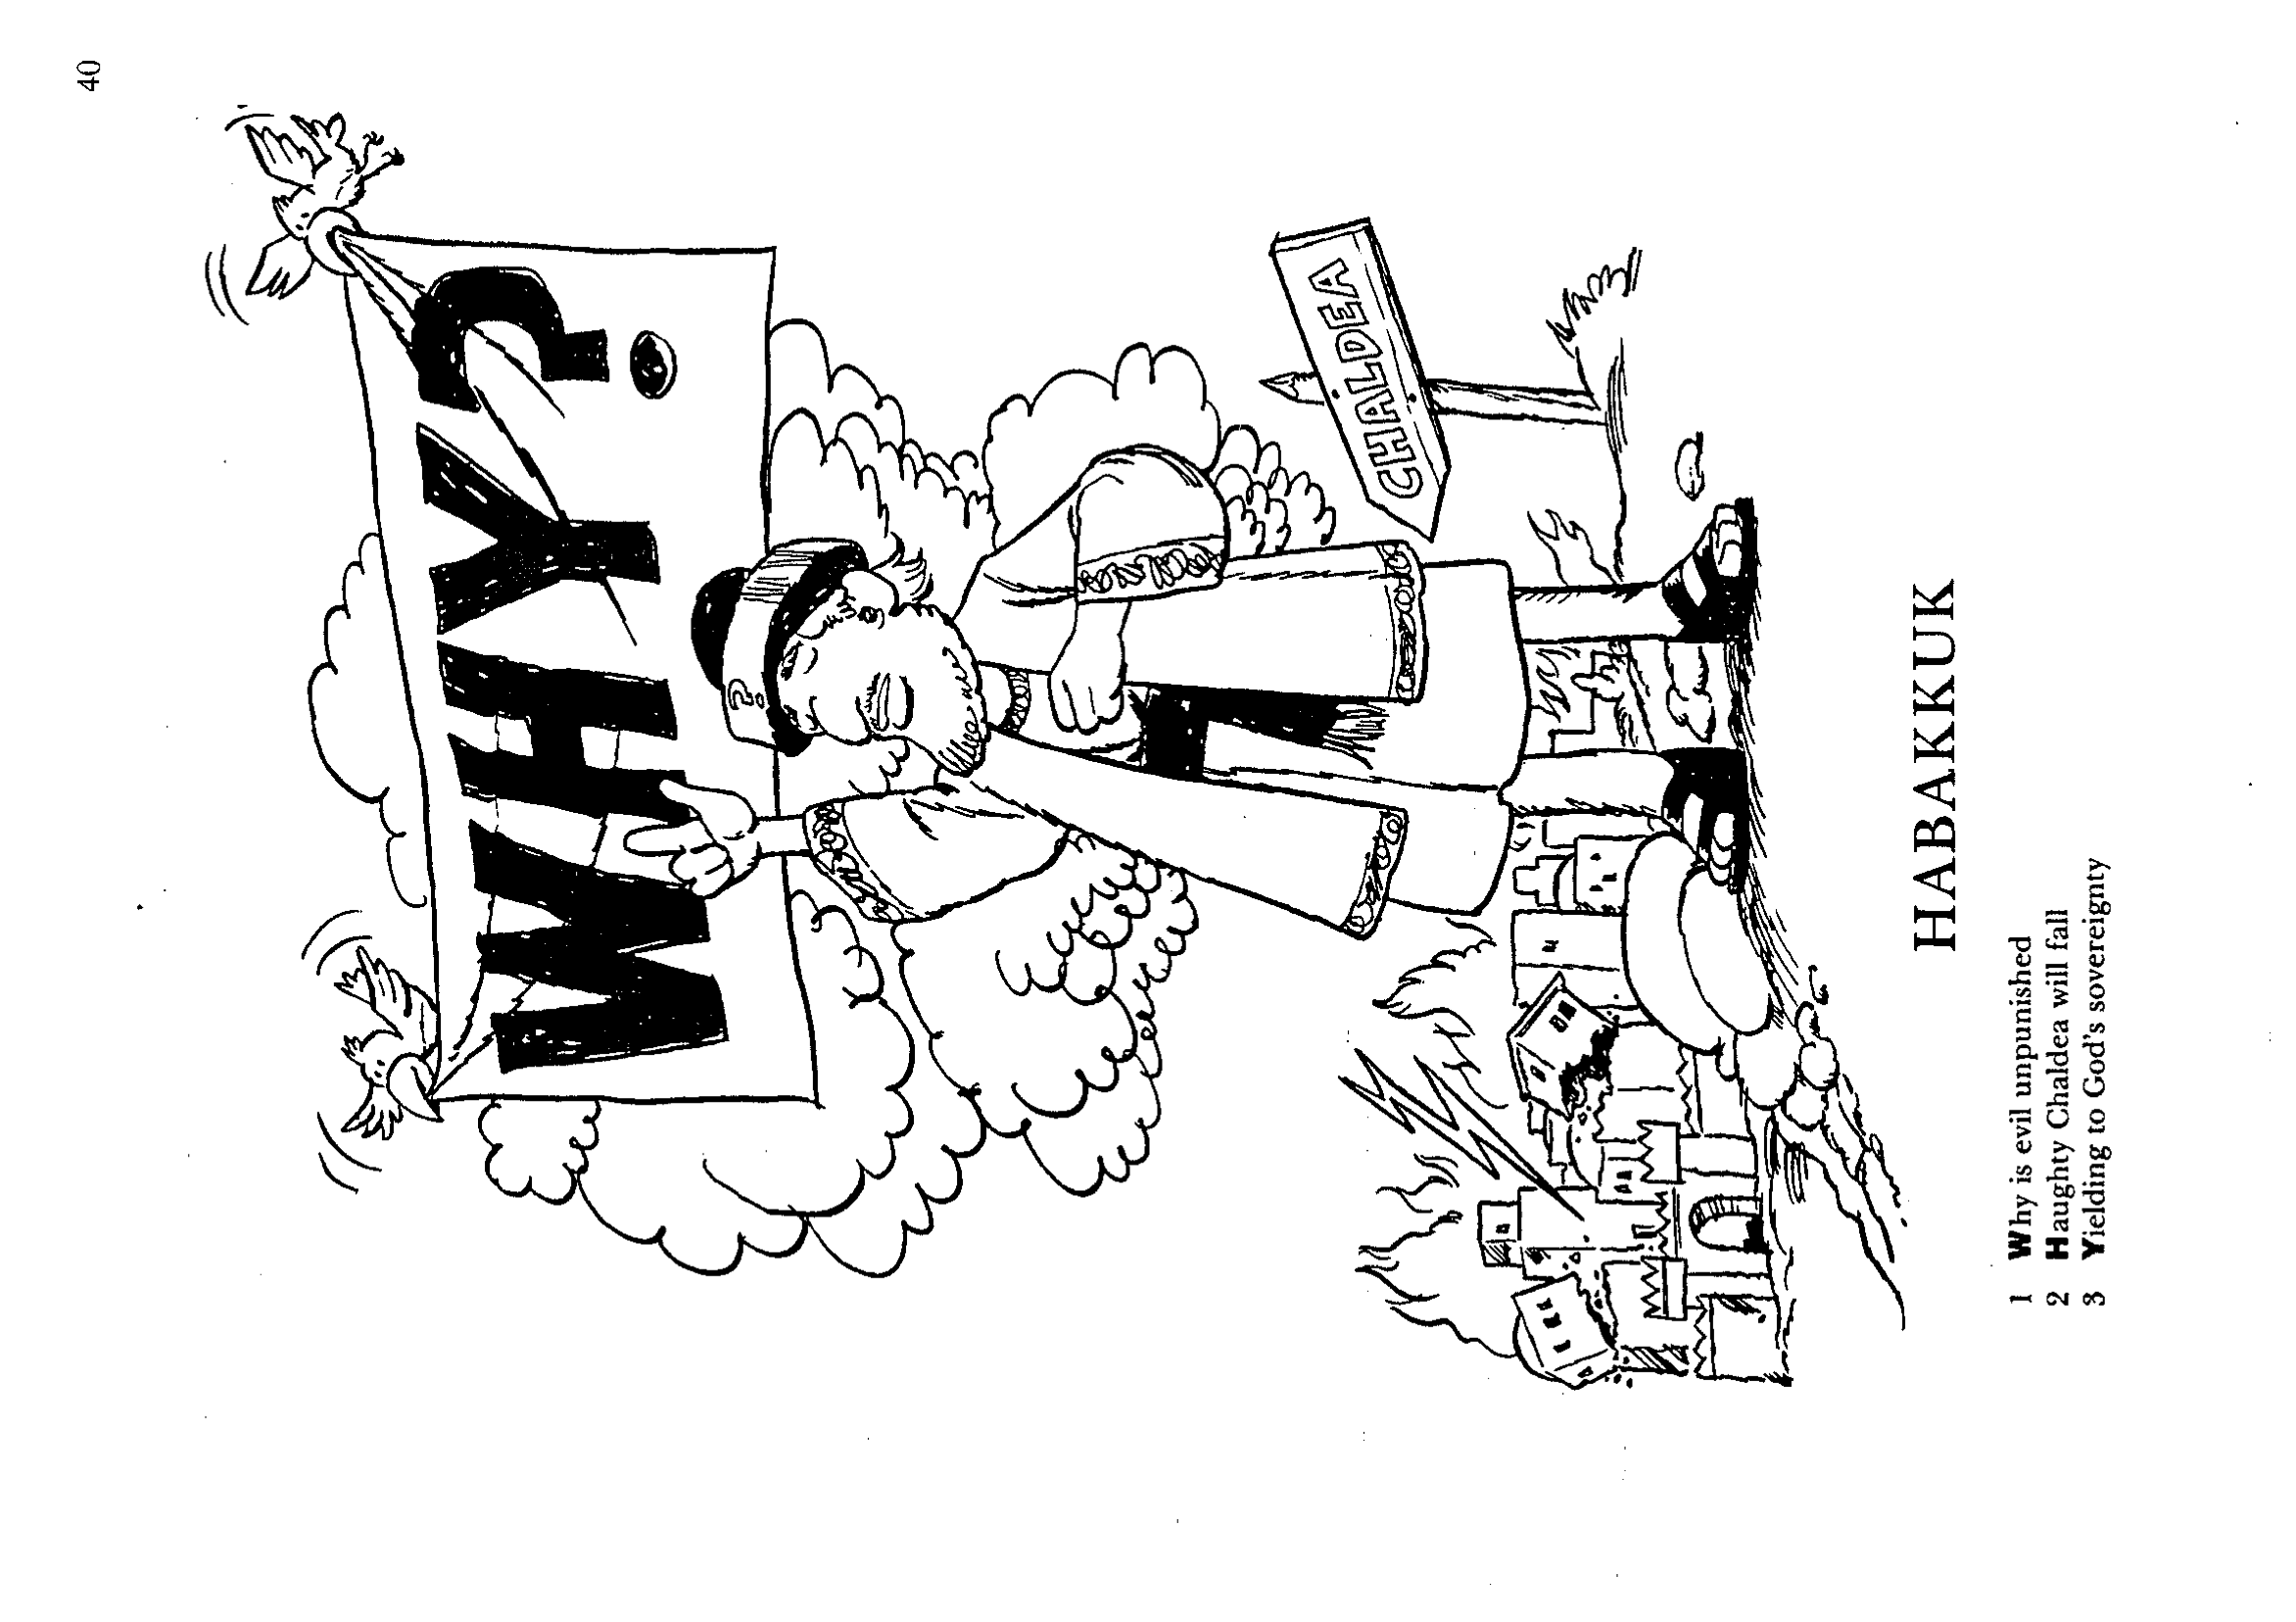 40
WHY?
?
CHALDEA
HABAKKUK
1 Why is evil unpunished
2 Haughty Chaldea will fall
3 Yielding to God's sovereignty